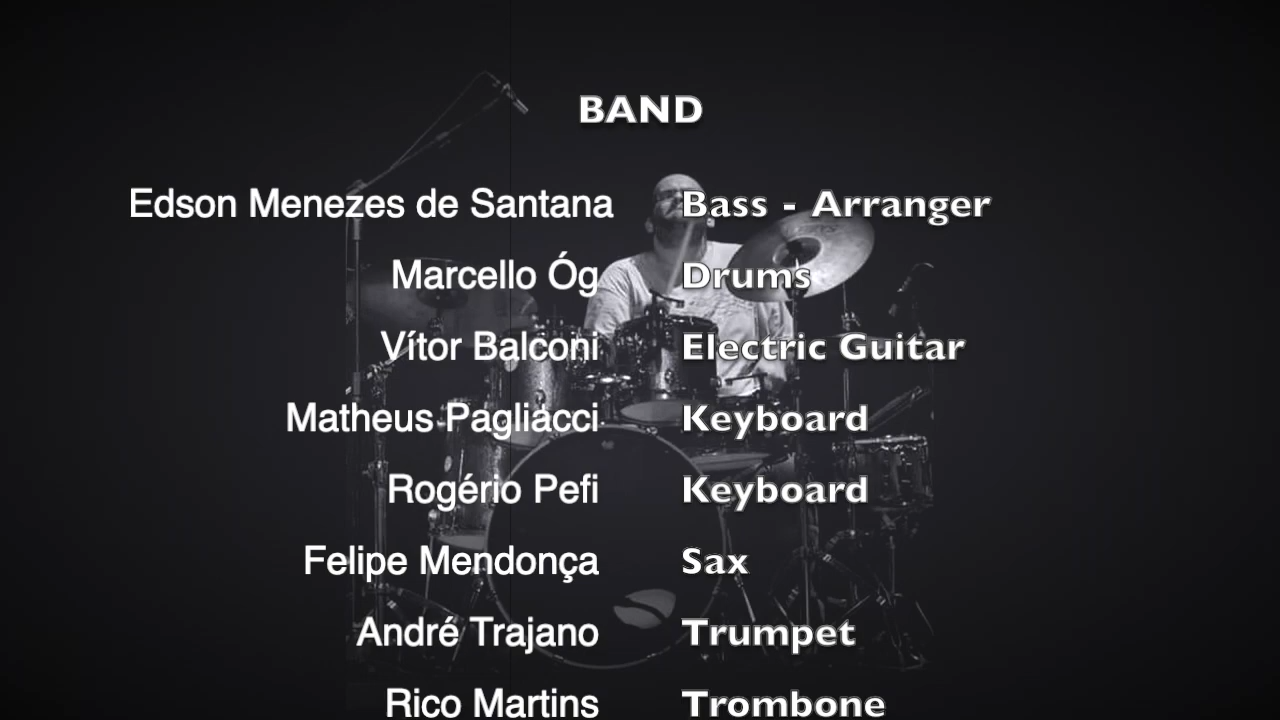 BAND
Edson Menezes de Santana Bass - Arranger
Marcello Óg Drums
Vítor Balconi Electric Guitar
Matheus Pagliacci Keyboard
Rogério Pefi Keyboard
Felipe Mendonça Sax
André Trajano Trumpet
Rico Martins Trombone